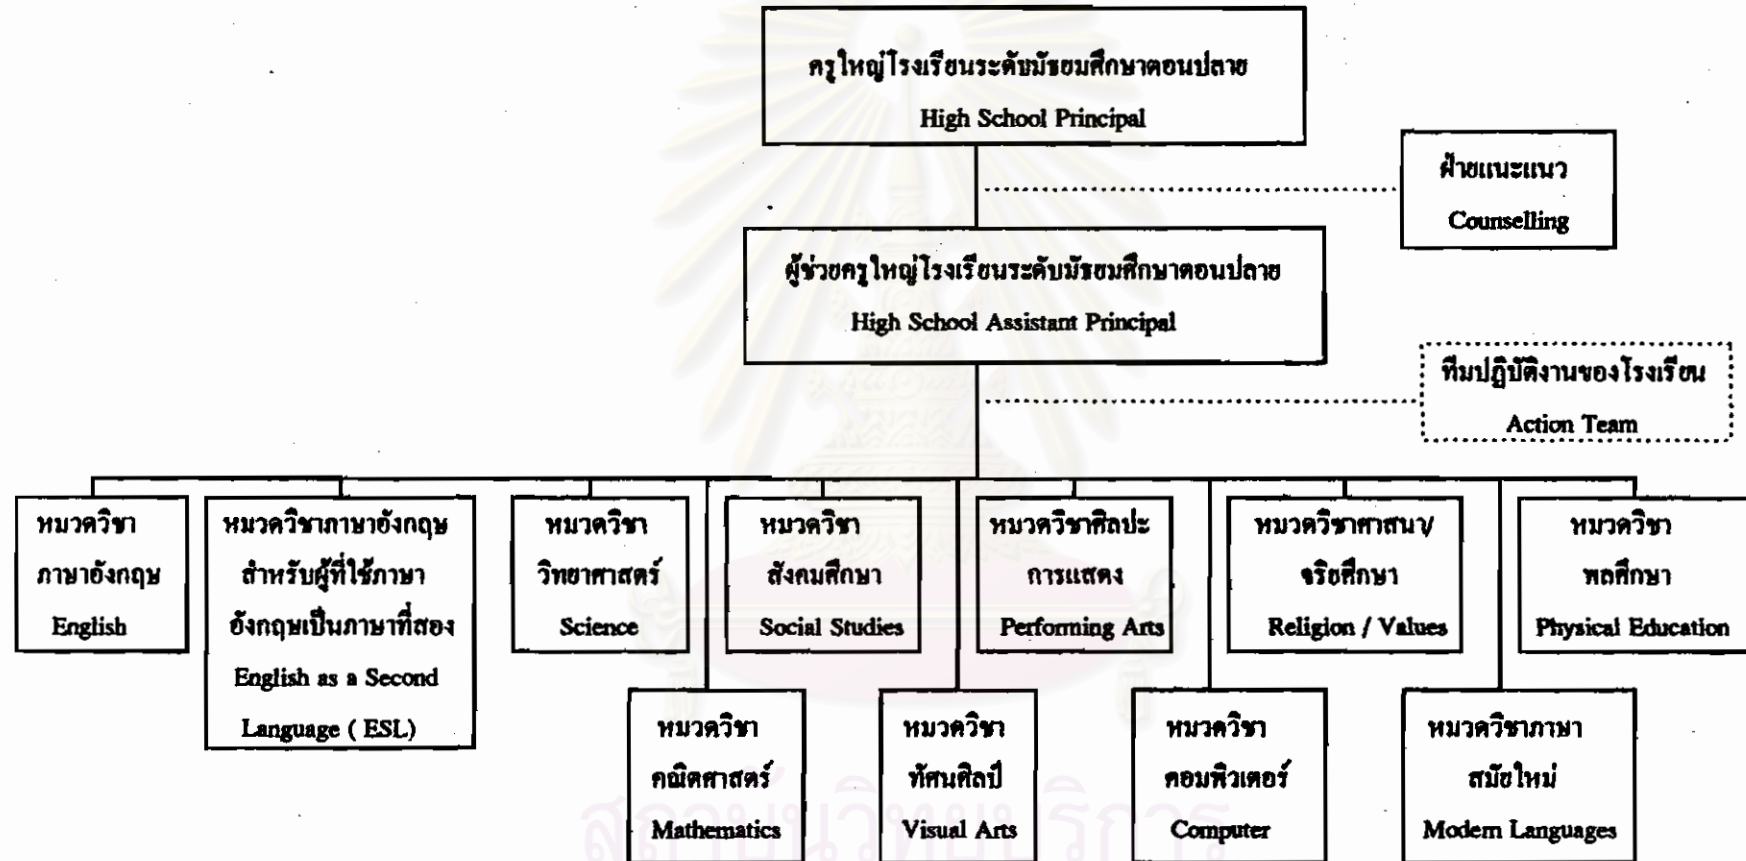 ครูใหญ่โรงเรียนระดับมัธยมศึกษาตอนปลาย
High School Principal
ฝ่ายแนะแนว
Counselling
ผู้ช่วยครูใหญ่โรงเรียนระดับมัธยมศึกษาตอนปลาย
High School Assistant Principal
ทีมปฏิบัติงานของโรงเรียน
Action Team
หมวดวิชา
ภาษาอังกฤษ
English
หมวดวิชาภาษาอังกฤษ
สำหรับผู้ที่ใช้ภาษา
อังกฤษเป็นภาษาที่สอง
English as a Second
Language ( ESL)
หมวดวิชา
วิทยาศาสตร์
Science
หมวดวิชา
สังคมศึกษา
Social Studies
หมวดวิชาศิลปะ
การแสดง
Performing Arts
หมวดวิชาศาสนา/
จริยศึกษา
Religion / Values
หมวดวิชา
พลศึกษา
Physical Education
หมวดวิชา
คณิตศาสตร์
Mathematics
หมวดวิชา
ทัศนศิลป์
Visual Arts
หมวดวิชา
คอมพิวเตอร์
Computer
หมวดวิชาภาษา
สมัยใหม่
Modern Languages
สถาบันวิทยบริการ